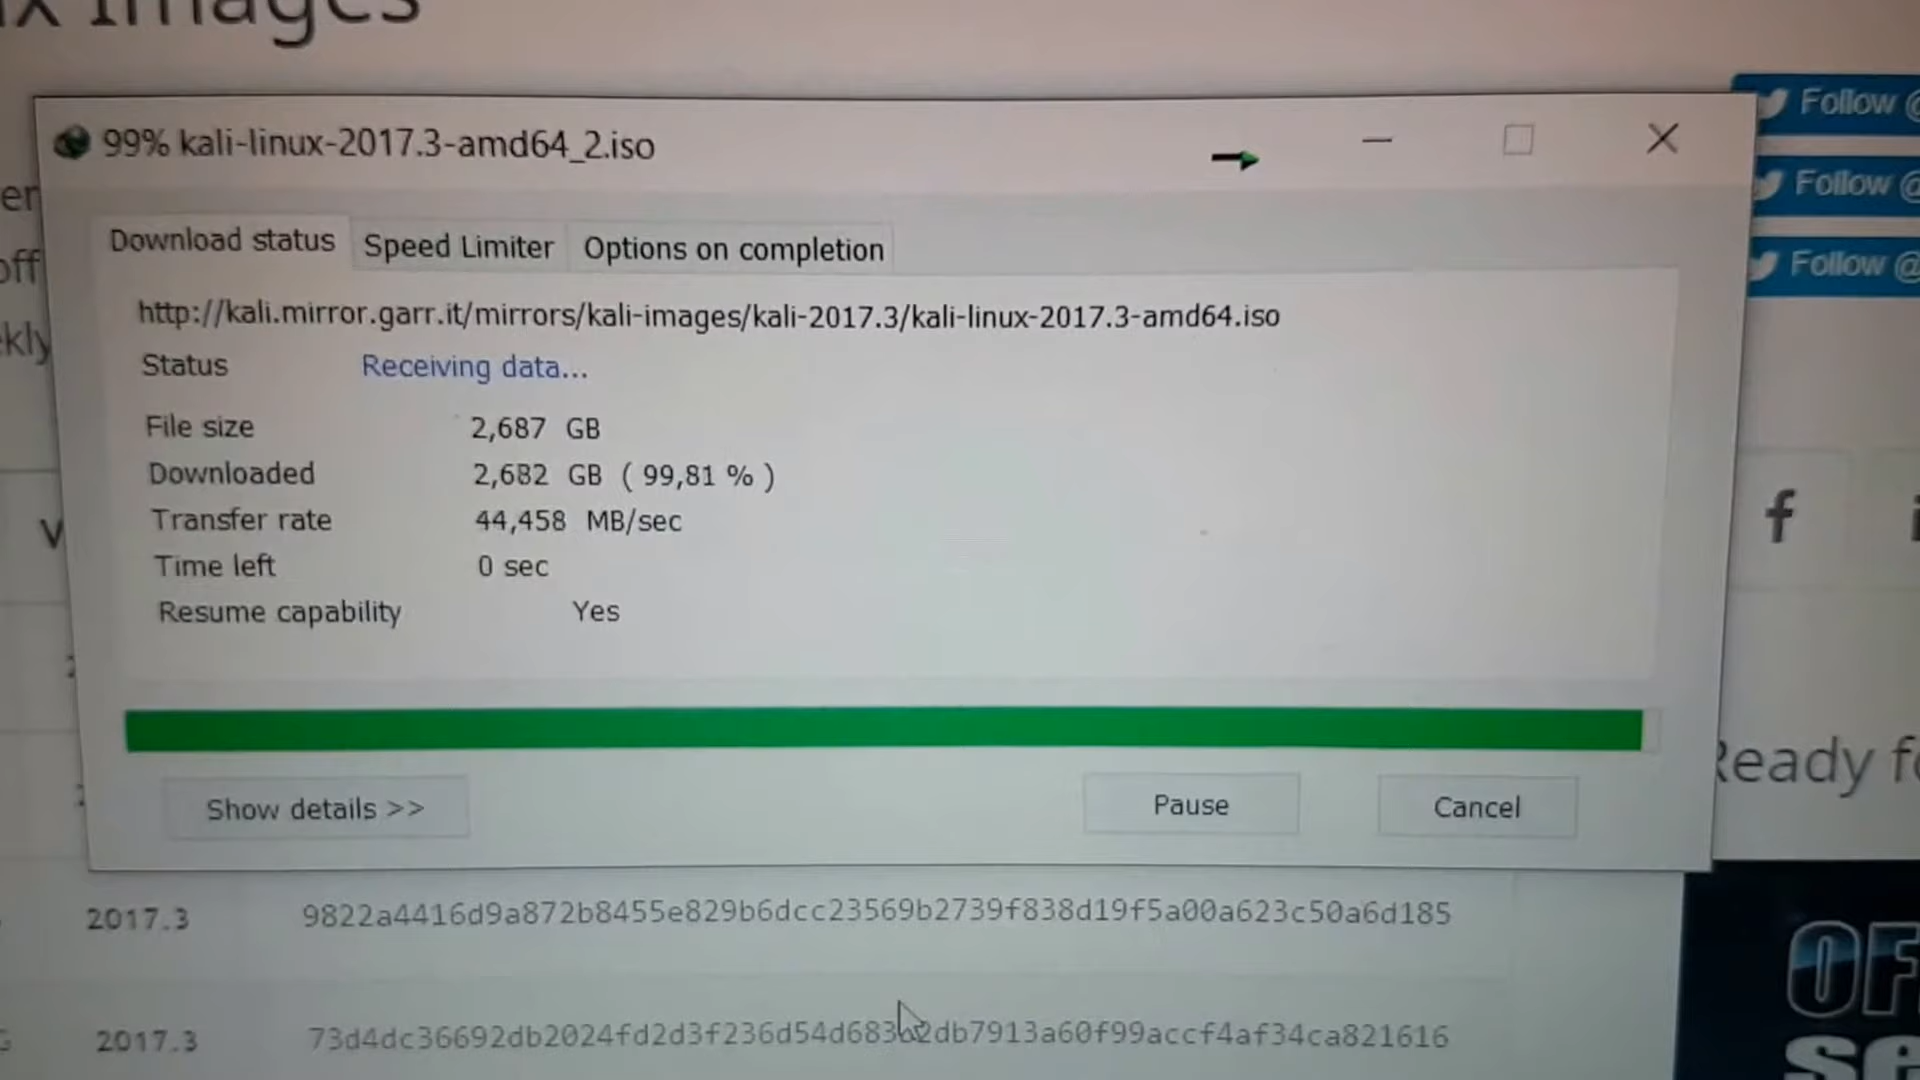 Images
99% kali-linux-2017.3-amd64_2.iso
Follow @
Follow @
Follow @
Download status
Speed Limiter
Options on completion
http://kali.mirror.garr.it/mirrors/kali-images/kali-2017.3/kali-linux-2017.3-amd64.iso
Status Receiving data...
File size 2,687 GB
Downloaded 2,682 GB ( 99,81 % )
Transfer rate 44,458 MB/sec
Time left 0 sec
Resume capability Yes
Ready
Show details >>
Pause
Cancel
2017.3 9822a4416d9a872b8455e829b6dcc23569b2739f838d19f5a00a623c50a6d185
2017.3